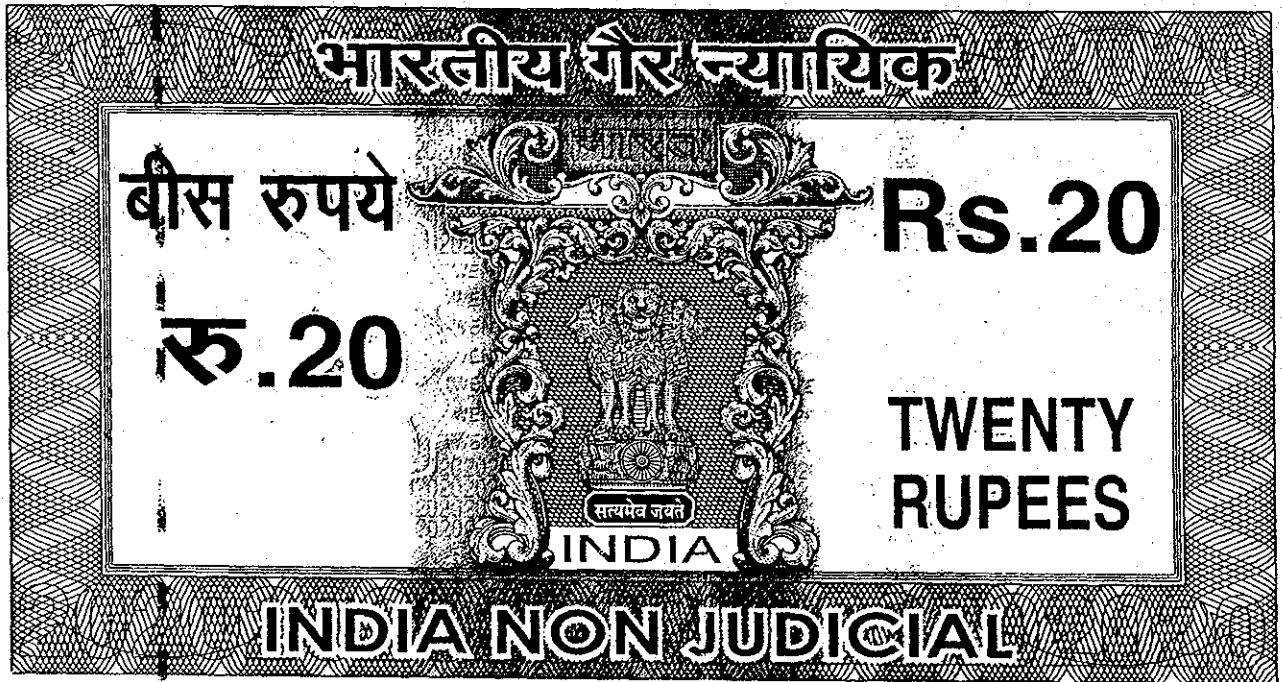 भारतीय गैर न्यायिक
बीस रुपये
रु.20
Rs.20
TWENTY
RUPEES
सत्यमेव जयते
INDIA
INDIA NON JUDICIAL